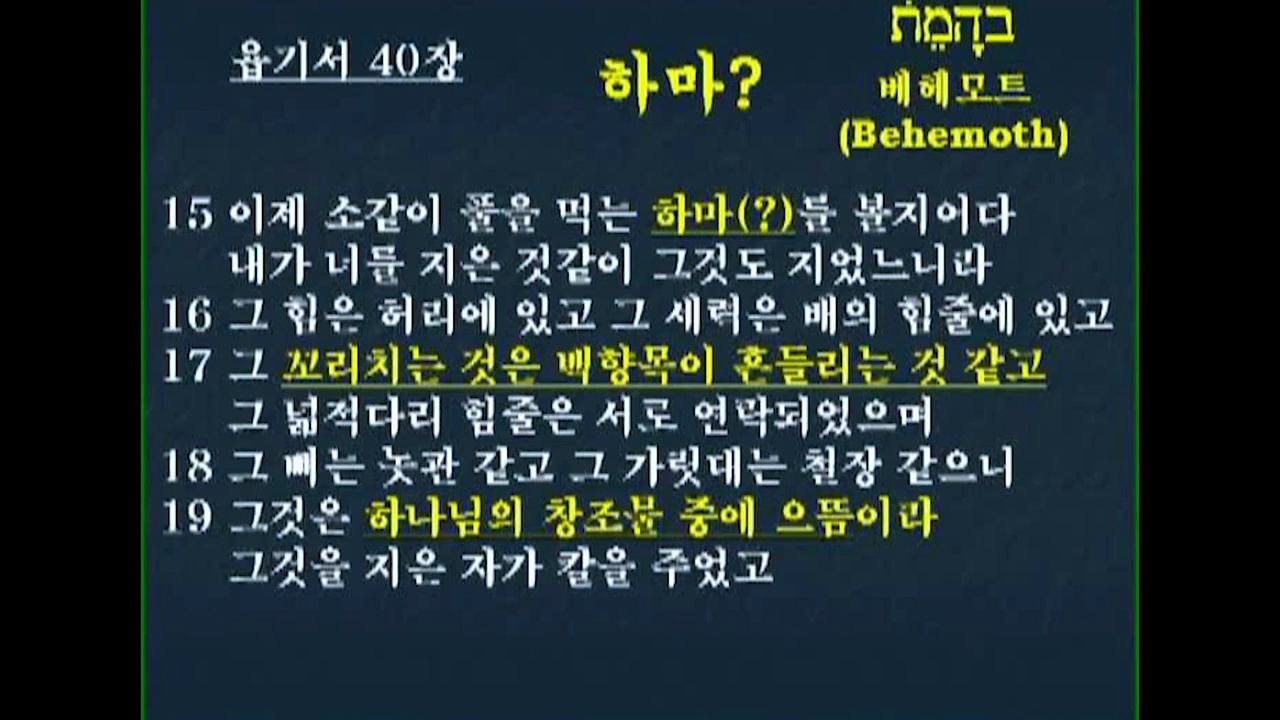 욥기서 40장
하마?
בהמת
베헤모트
(Behemoth)
15 이제 소같이 풀을 먹는 하마(?)를 볼지어다
내가 너를 지은 것같이 그것도 지었느니라
16 그 힘은 허리에 있고 그 세력은 배의 힘줄에 있고
17 그 꼬리치는 것은 백향목이 흔들리는 것 같고
그 넓적다리 힘줄은 서로 연락되었으며
18 그 뼈는 놋관 같고 그 가릿대는 철장 같으니
19 그것은 하나님의 창조물 중에 으뜸이라
그것을 지은 자가 칼을 주었고